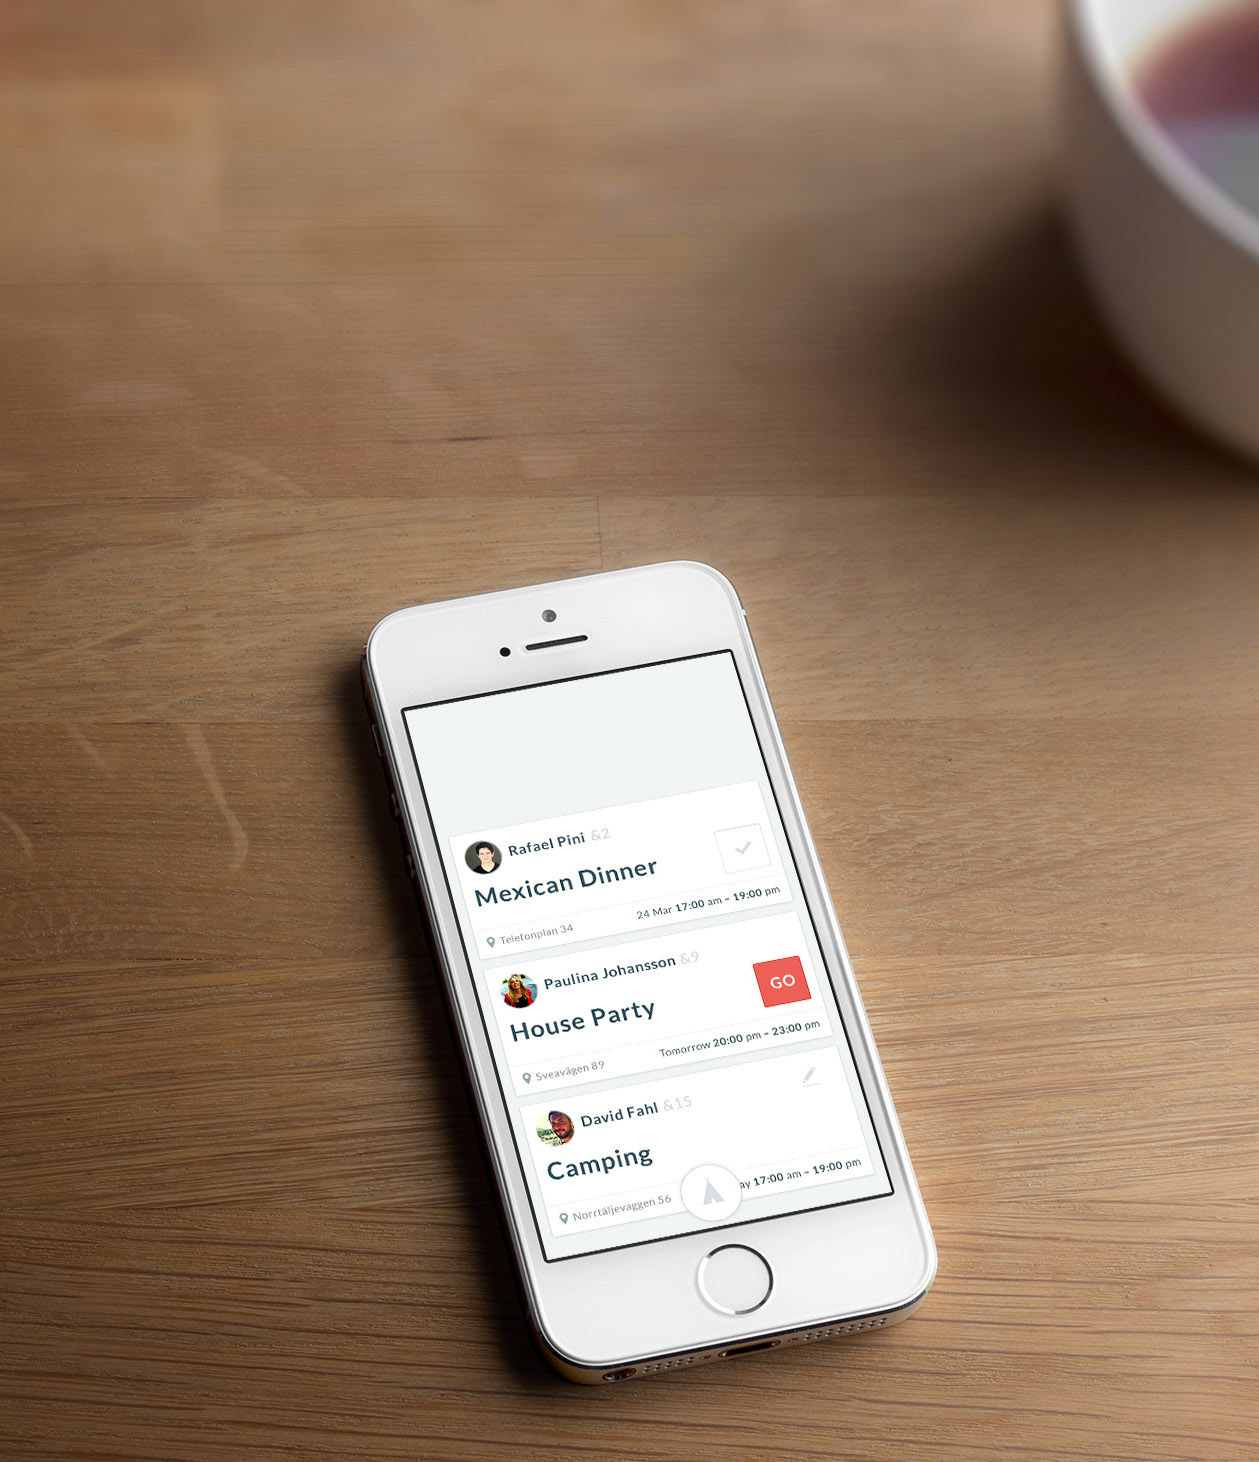 Rafael Pini &2
Mexican Dinner
Telefonplan 34
24 Mar 17:00 am – 19:00 pm
Paulina Johansson &9
House Party
GO
Sveavägen 89
Tomorrow 20:00 pm – 23:00 pm
David Fahl &15
Camping
Norrtäljevaggen 56
ay 17:00 am – 19:00 pm